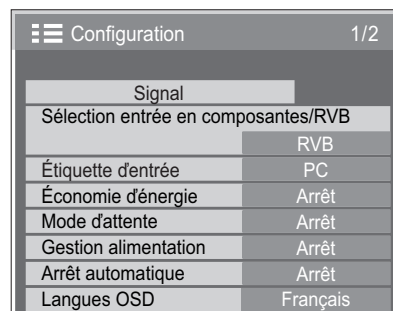 Configuration 1/2
Signal
Sélection entrée en composantes/RVB
RVB
Étiquette d'entrée PC
Économie d'énergie Arrêt
Mode d'attente Arrêt
Gestion alimentation Arrêt
Arrêt automatique Arrêt
Langues OSD Français